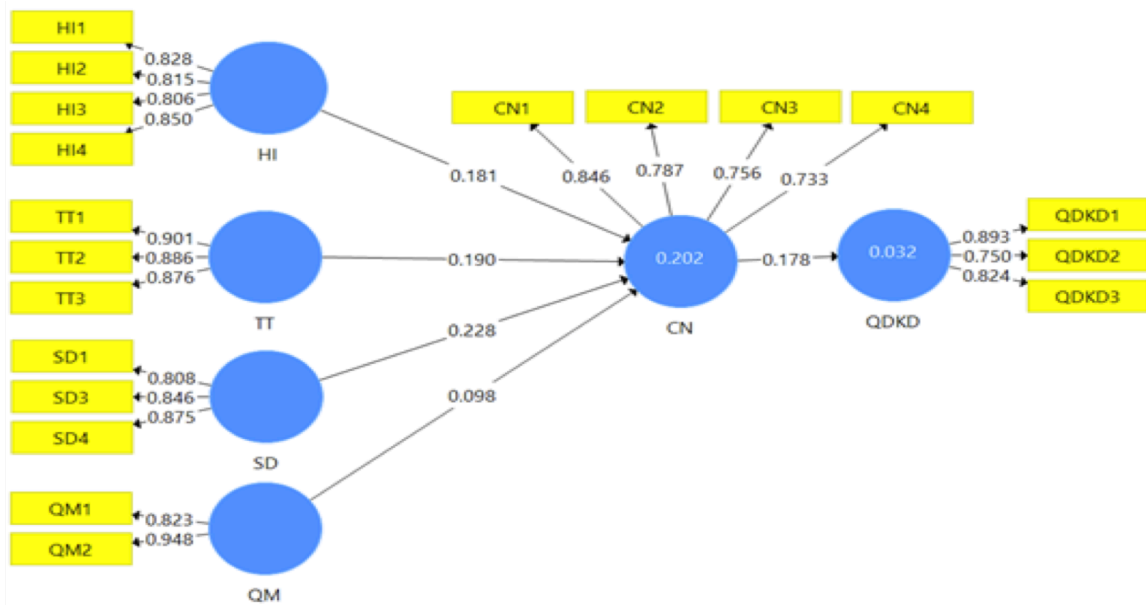 HI1
HI2
HI3
HI4
0.828
0.815
0.806
0.850
HI
CN1
CN2
CN3
CN4
0.846
0.787
0.756
0.733
0.181
TT1
TT2
TT3
0.901
0.886
0.876
TT
0.190
0.202
CN
0.178
0.032
QDKD
0.893
0.750
0.824
QDKD1
QDKD2
QDKD3
SD1
SD3
SD4
0.808
0.846
0.875
SD
0.228
QM1
QM2
0.823
0.948
QM
0.098